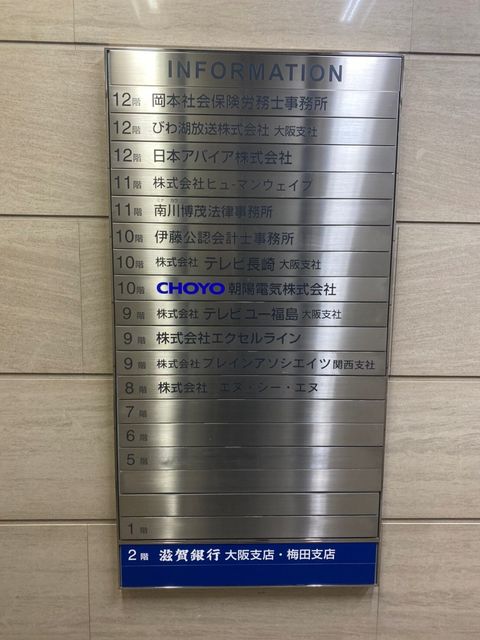 INFORMATION
12階 岡本社会保険労務士事務所
12階 びわ湖放送株式会社 大阪支社
12階 日本アバイア株式会社
11階 株式会社ヒューマンウェイブ
11階 南川博茂法律事務所
10階 伊藤公認会計士事務所
10階 株式会社 テレビ長崎 大阪支社
10階 CHOYO 朝陽電気株式会社
9階 株式会社 テレビユー福島 大阪支社
9階 株式会社エクセルライン
9階 株式会社 ブレインアソシエイツ 関西支社
8階 株式会社 エヌ・シー・エヌ
7階
6階
5階
1階
2階 滋賀銀行 大阪支店・梅田支店